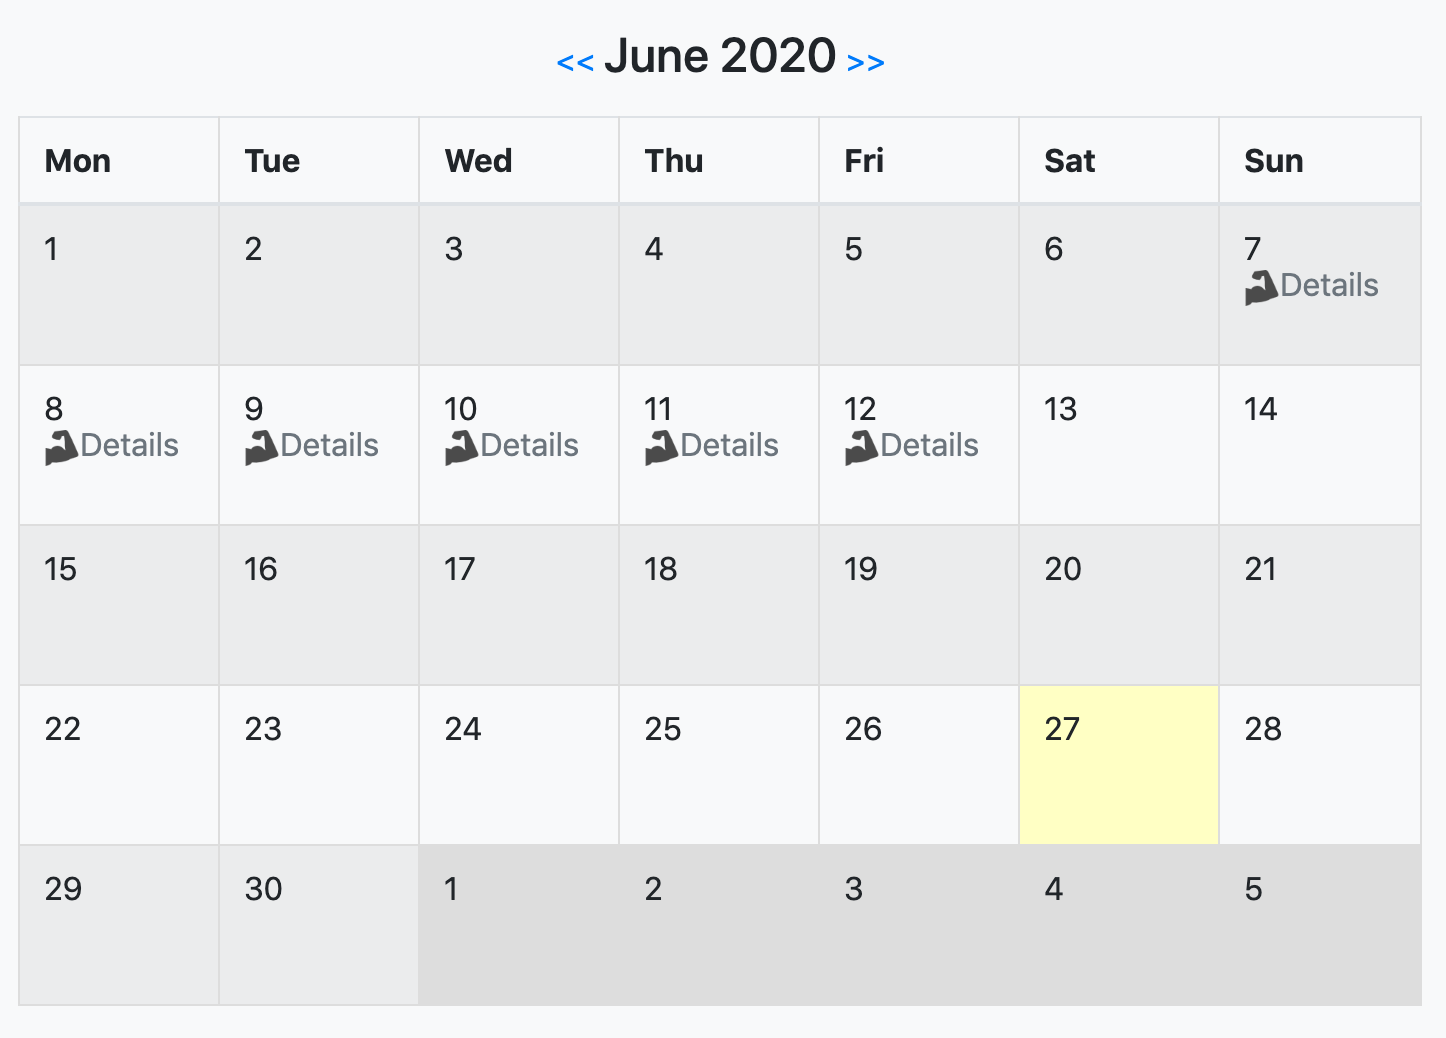 << June 2020 >>
Mon Tue Wed Thu Fri Sat Sun
1 2 3 4 5 6 7
Details
8 9 10 11 12 13 14
Details Details Details Details Details
15 16 17 18 19 20 21
22 23 24 25 26 27 28
29 30 1 2 3 4 5